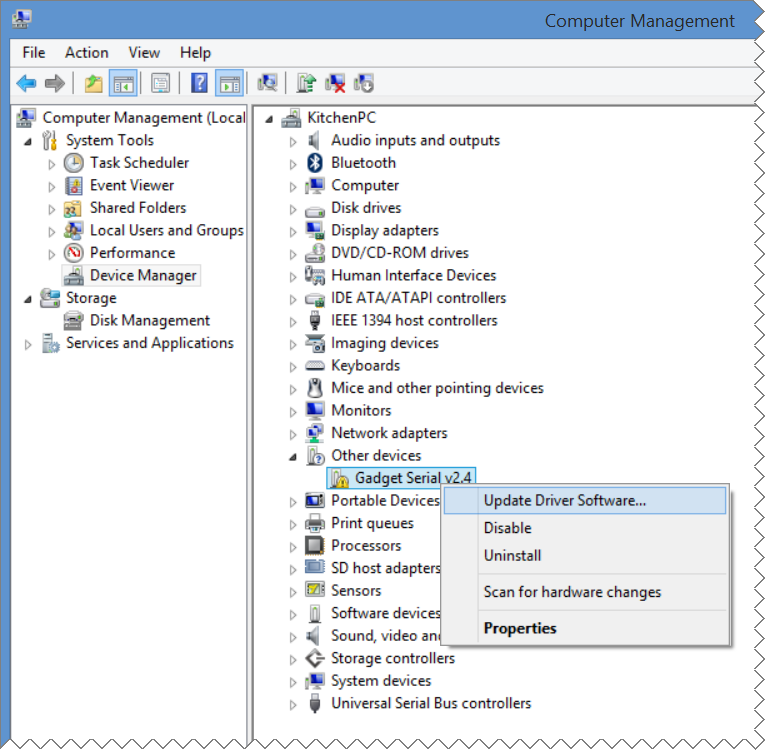 Computer Management
File Action View Help
Computer Management (Local
System Tools
Task Scheduler
Event Viewer
Shared Folders
Local Users and Groups
Performance
Device Manager
Storage
Disk Management
Services and Applications
KitchenPC
Audio inputs and outputs
Bluetooth
Computer
Disk drives
Display adapters
DVD/CD-ROM drives
Human Interface Devices
IDE ATA/ATAPI controllers
IEEE 1394 host controllers
Imaging devices
Keyboards
Mice and other pointing devices
Monitors
Network adapters
Other devices
Gadget Serial v2.4
Portable Devices
Print queues
Processors
SD host adapters
Sensors
Software devices
Sound, video an
Storage controllers
System devices
Universal Serial Bus controllers
Update Driver Software...
Disable
Uninstall
Scan for hardware changes
Properties